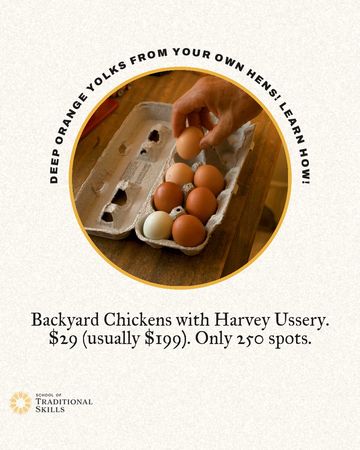 DEEP ORANGE YOLKS FROM YOUR OWN HENS! LEARN HOW!
Backyard Chickens with Harvey Ussery.
$29 (usually $199). Only 250 spots.
SCHOOL OF
TRADITIONAL
SKILLS